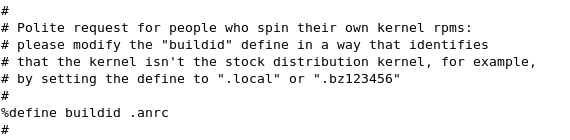 #
# Polite request for people who spin their own kernel rpms:
# please modify the "buildid" define in a way that identifies
# that the kernel isn't the stock distribution kernel, for example,
# by setting the define to ".local" or ".bz123456"
#
%define buildid .anrc
#